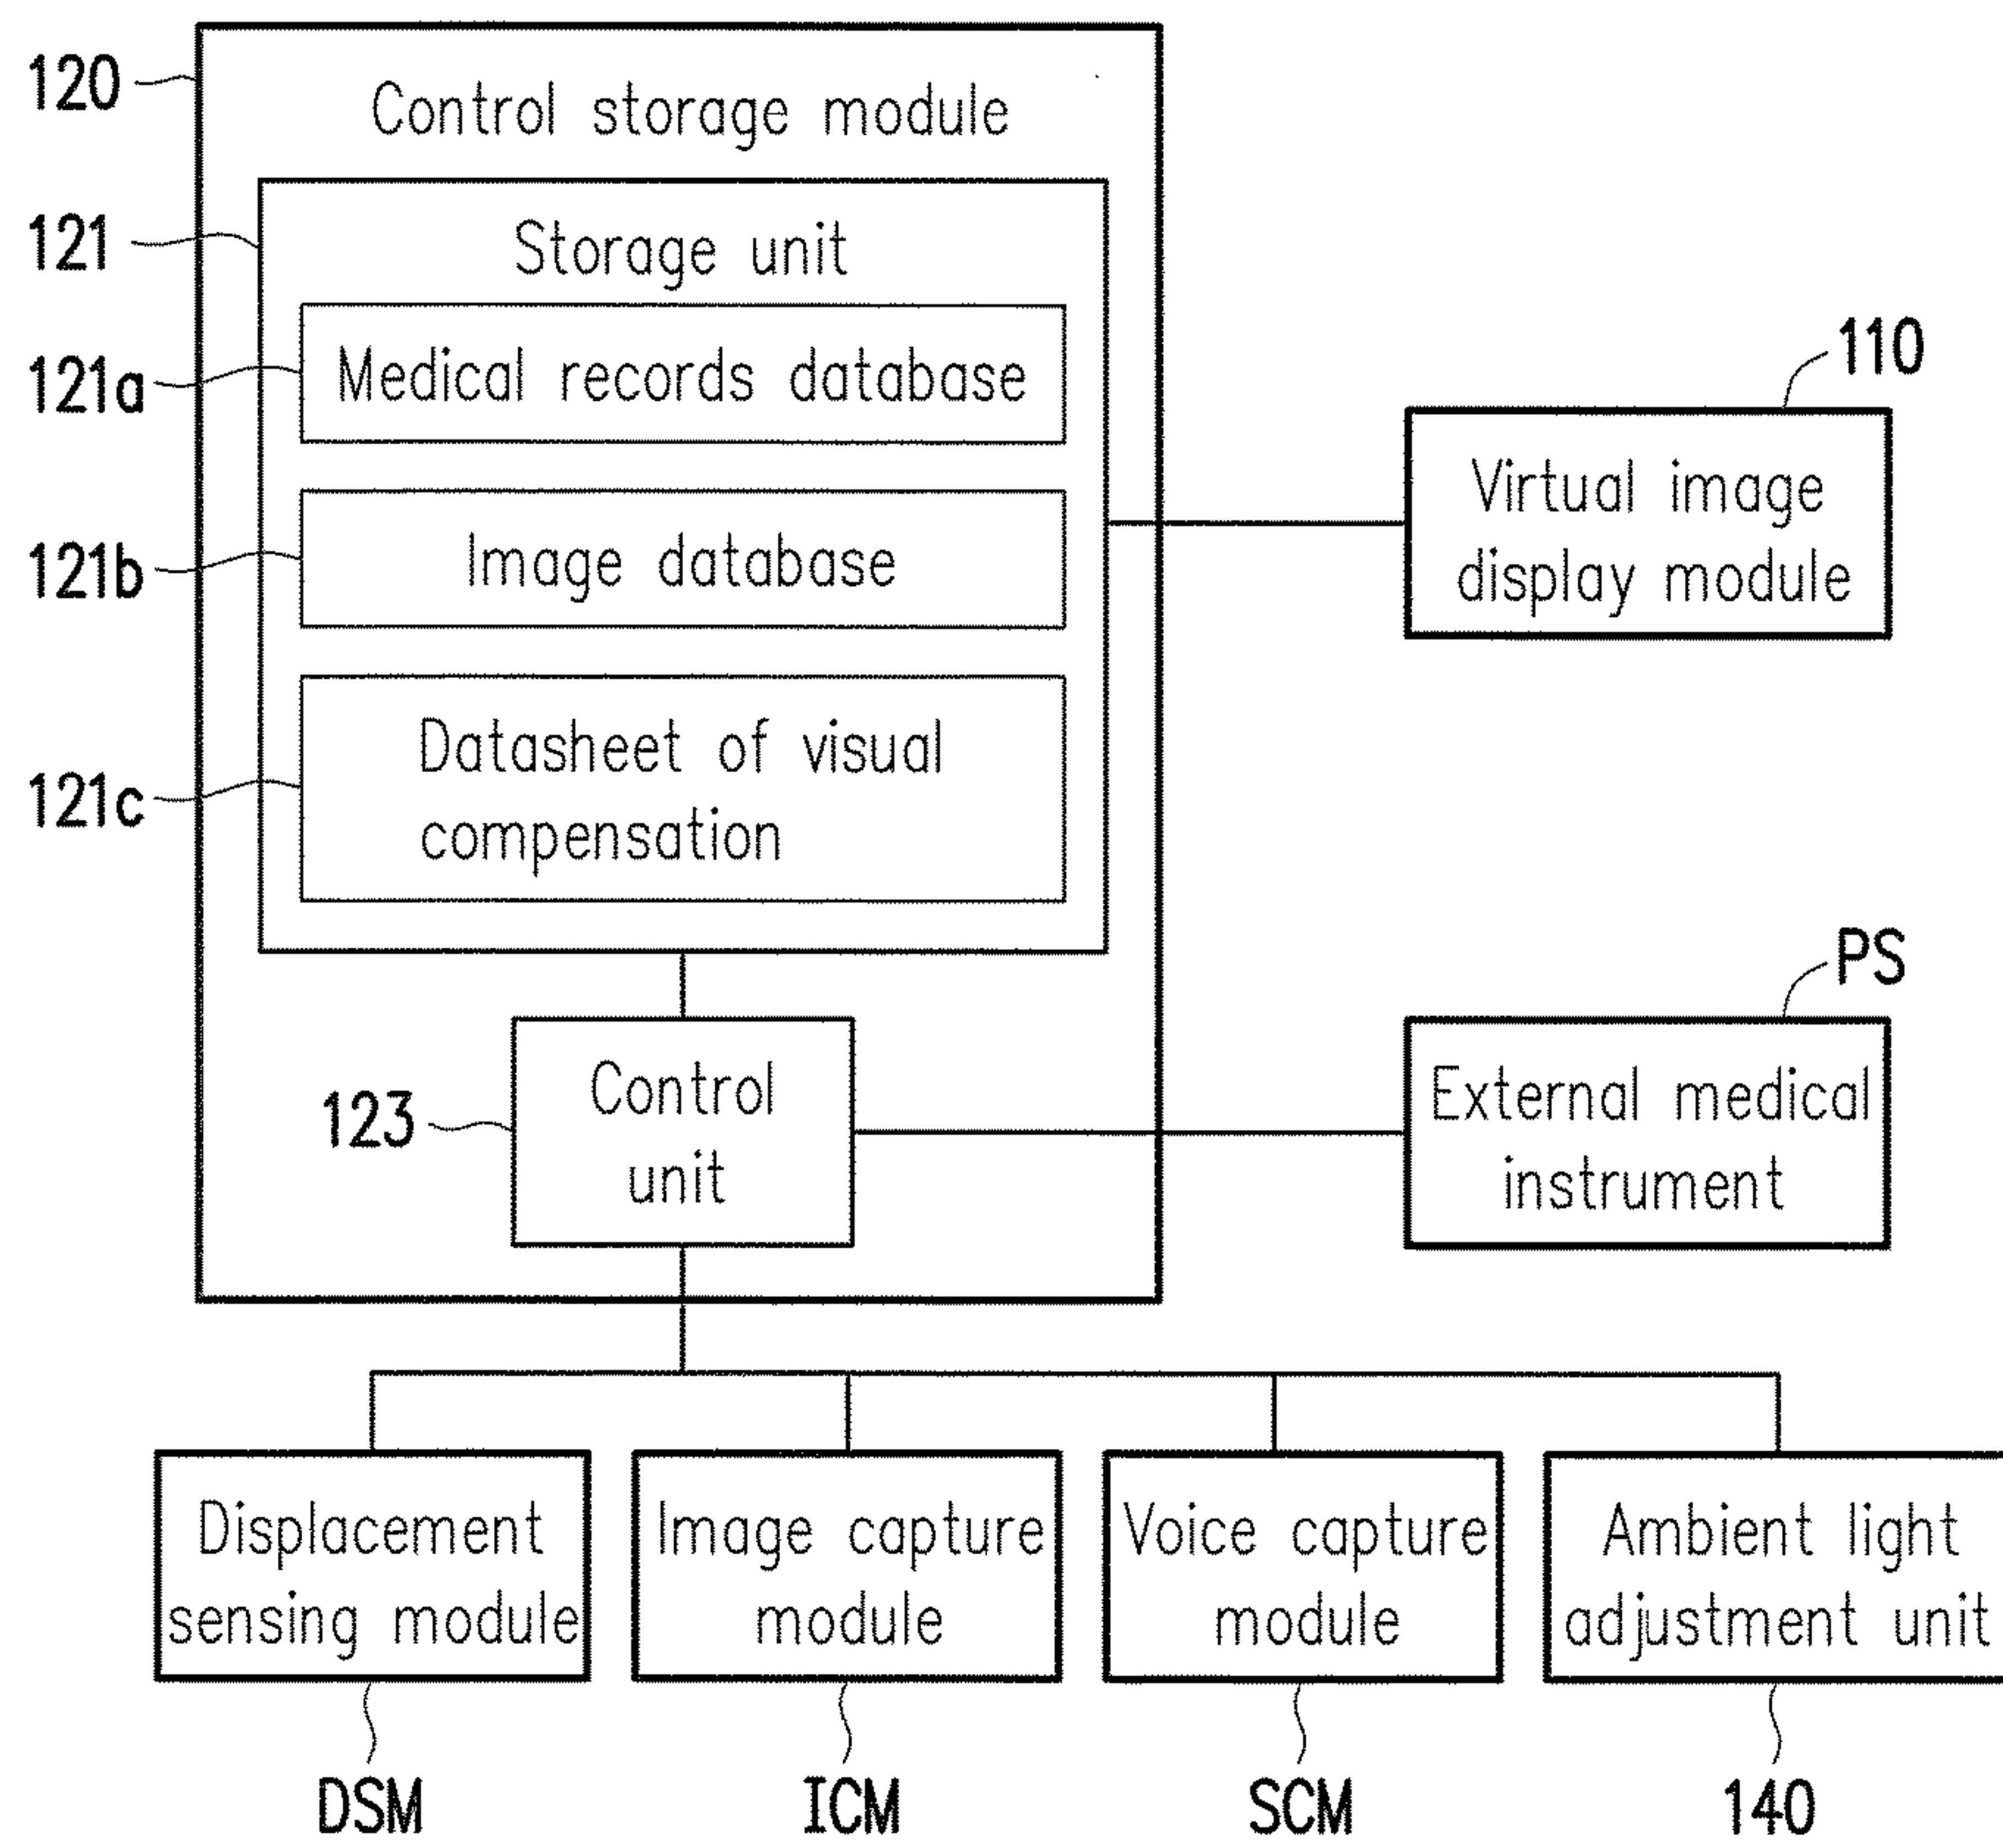 120
Control storage module
121
Storage unit
121a
Medical records database
110
Virtual image
display module
121b
Image database
121c
Datasheet of visual
compensation
PS
External medical
instrument
123
Control
unit
Displacement
sensing module
Image capture
module
Voice capture
module
Ambient light
adjustment unit
DSM
ICM
SCM
140